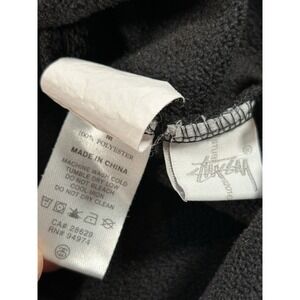 M
100% POLYESTER
MADE IN CHINA
MACHINE WASH COLD
TUMBLE DRY LOW
DO NOT BLEACH
COOL IRON
DO NOT DRY CLEAN
CA# 28629
RN# 94974